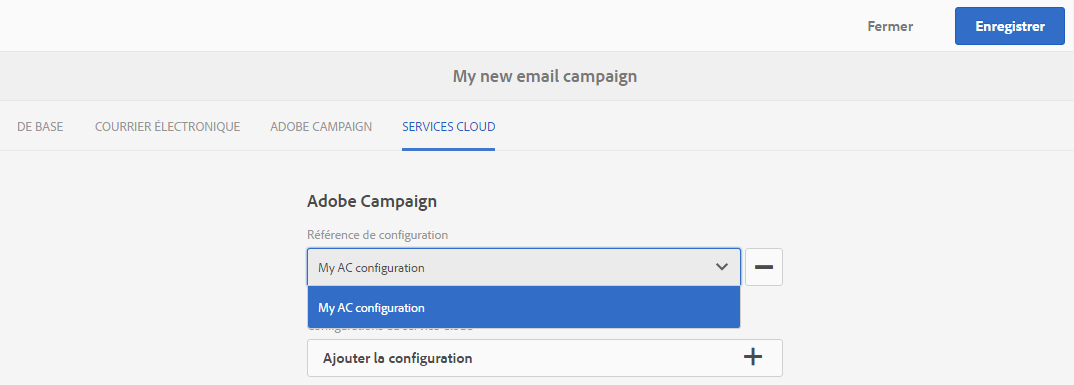 Fermer Enregistrer
My new email campaign
DE BASE COURRIER ÉLECTRONIQUE ADOBE CAMPAIGN SERVICES CLOUD
Adobe Campaign
Référence de configuration
My AC configuration
My AC configuration
Ajouter la configuration